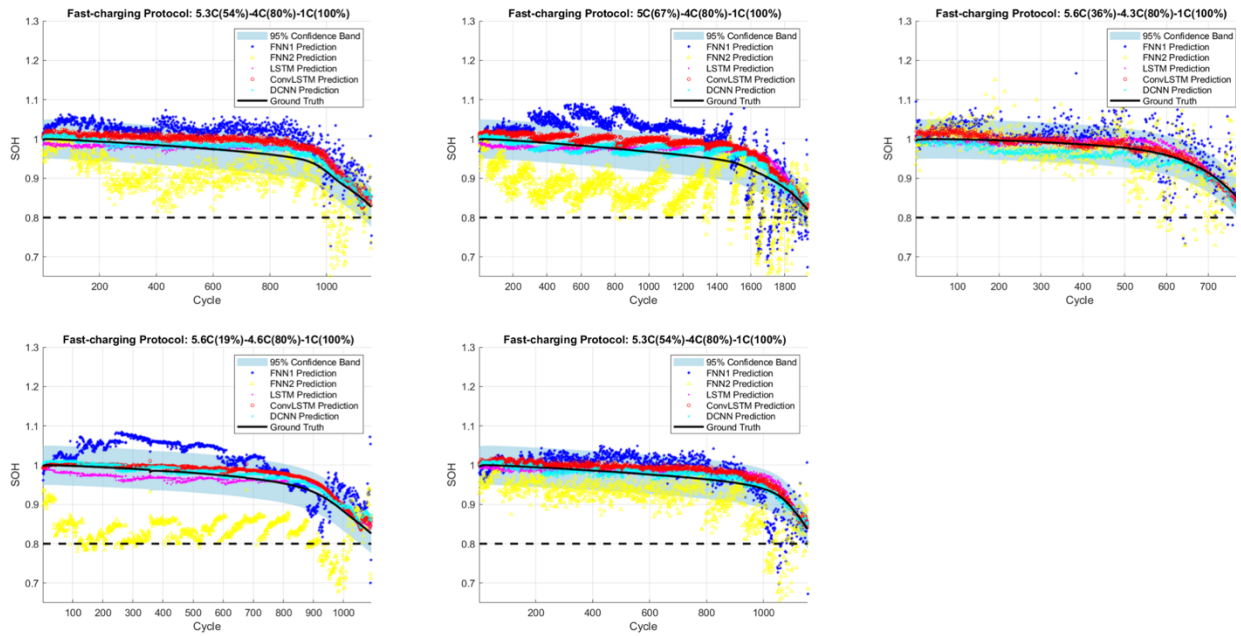 Fast-charging Protocol: 5.3C(54%)-4C(80%)-1C(100%)
1.3
1.2
1.1
1
0.9
0.8
0.7
SOH
200
400
600
800
1000
Cycle
95% Confidence Band
FNN1 Prediction
FNN2 Prediction
LSTM Prediction
ConvLSTM Prediction
DCNN Prediction
Ground Truth
Fast-charging Protocol: 5C(67%)-4C(80%)-1C(100%)
1.3
1.2
1.1
1
0.9
0.8
0.7
SOH
200
400
600
800
1000
1200
1400
1600
1800
Cycle
95% Confidence Band
FNN1 Prediction
FNN2 Prediction
LSTM Prediction
ConvLSTM Prediction
DCNN Prediction
Ground Truth
Fast-charging Protocol: 5.6C(36%)-4.3C(80%)-1C(100%)
1.3
1.2
1.1
1
0.9
0.8
0.7
SOH
100
200
300
400
500
600
700
Cycle
95% Confidence Band
FNN1 Prediction
FNN2 Prediction
LSTM Prediction
ConvLSTM Prediction
DCNN Prediction
Ground Truth
Fast-charging Protocol: 5.6C(19%)-4.6C(80%)-1C(100%)
1.3
1.2
1.1
1
0.9
0.8
0.7
SOH
100
200
300
400
500
600
700
800
900
1000
Cycle
95% Confidence Band
FNN1 Prediction
FNN2 Prediction
LSTM Prediction
ConvLSTM Prediction
DCNN Prediction
Ground Truth
Fast-charging Protocol: 5.3C(54%)-4C(80%)-1C(100%)
1.3
1.2
1.1
1
0.9
0.8
0.7
SOH
200
400
600
800
1000
Cycle
95% Confidence Band
FNN1 Prediction
FNN2 Prediction
LSTM Prediction
ConvLSTM Prediction
DCNN Prediction
Ground Truth